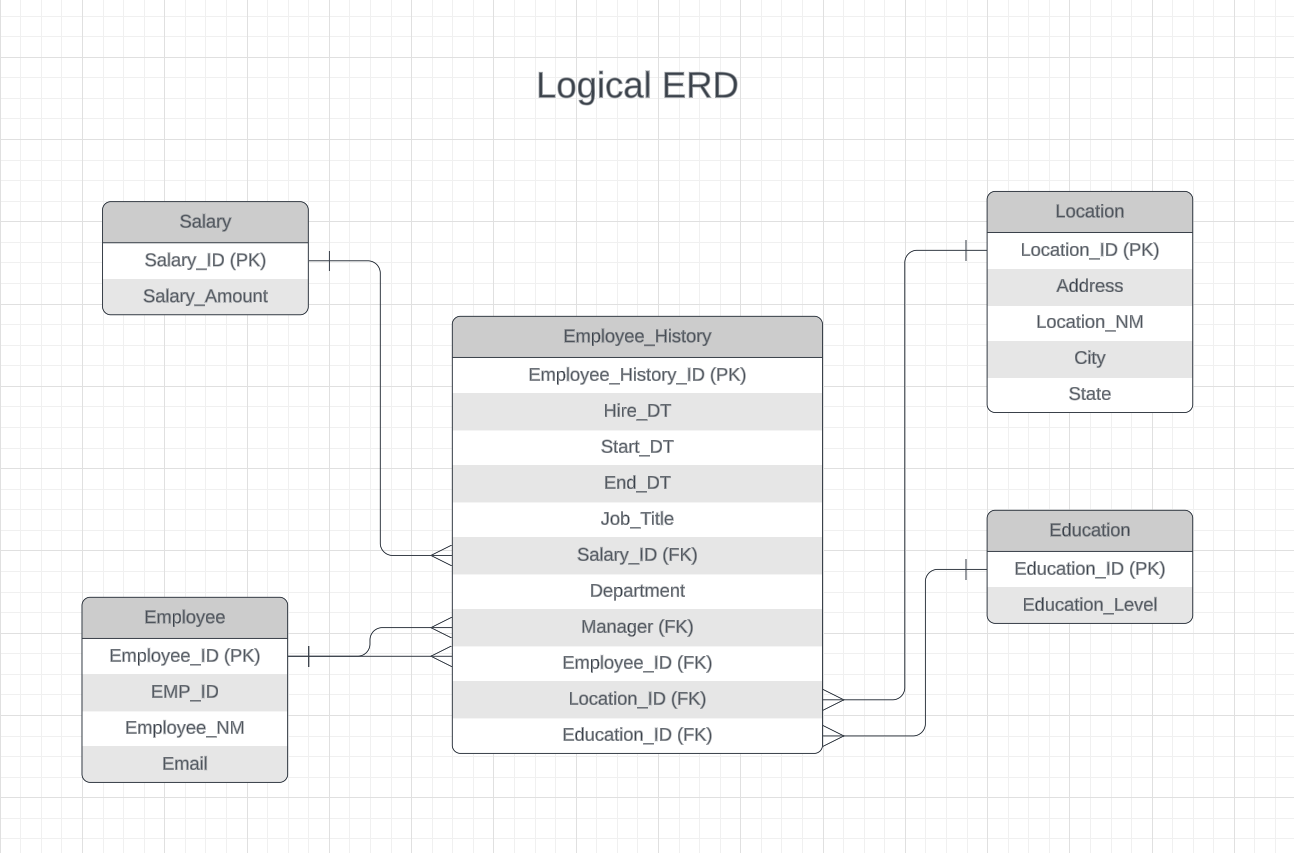 Logical ERD
Salary
Salary_ID (PK)
Salary_Amount
Employee
Employee_ID (PK)
EMP_ID
Employee_NM
Email
Employee_History
Employee_History_ID (PK)
Hire_DT
Start_DT
End_DT
Job_Title
Salary_ID (FK)
Department
Manager (FK)
Employee_ID (FK)
Location_ID (FK)
Education_ID (FK)
Location
Location_ID (PK)
Address
Location_NM
City
State
Education
Education_ID (PK)
Education_Level